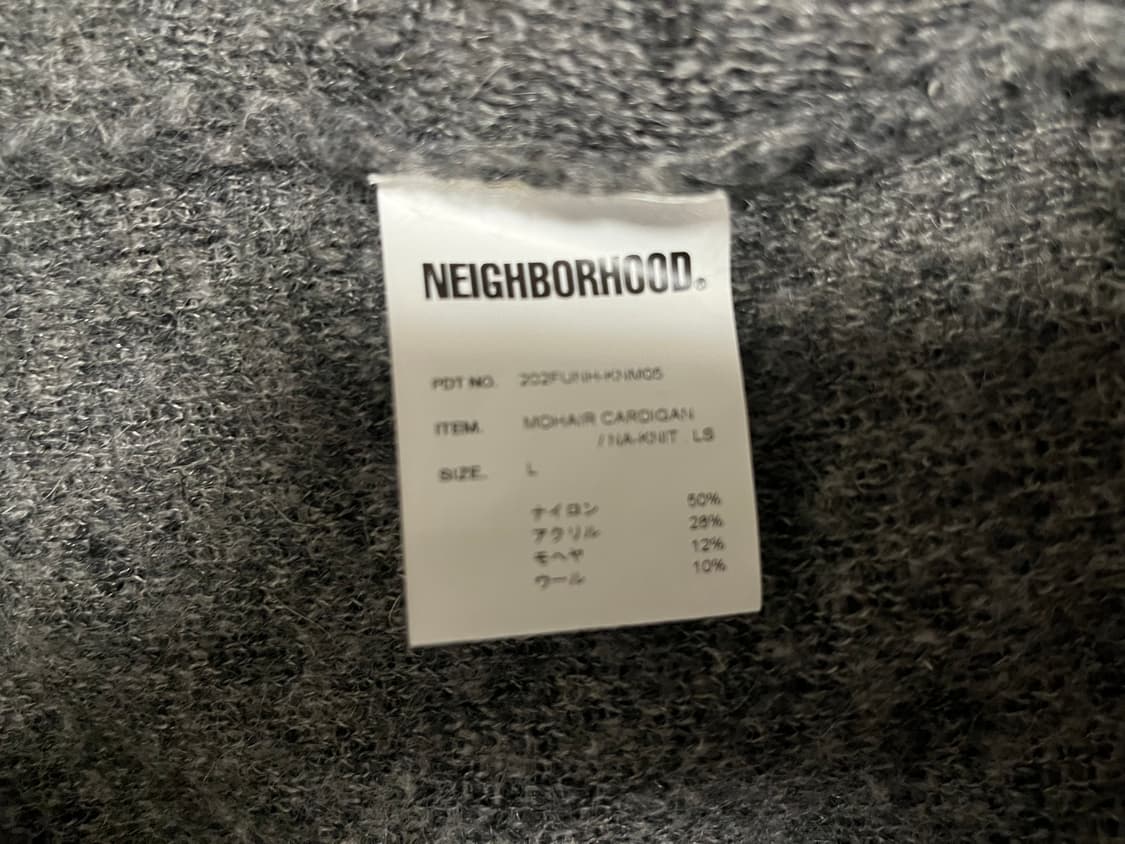 NEIGHBORHOOD®
PDT NO. 202FUNH-KNM05
ITEM. MOHAIR CARDIGAN
/ NA-KNIT LS
SIZE. L
ナイロン 50%
アクリル 28%
モヘヤ 12%
ウール 10%